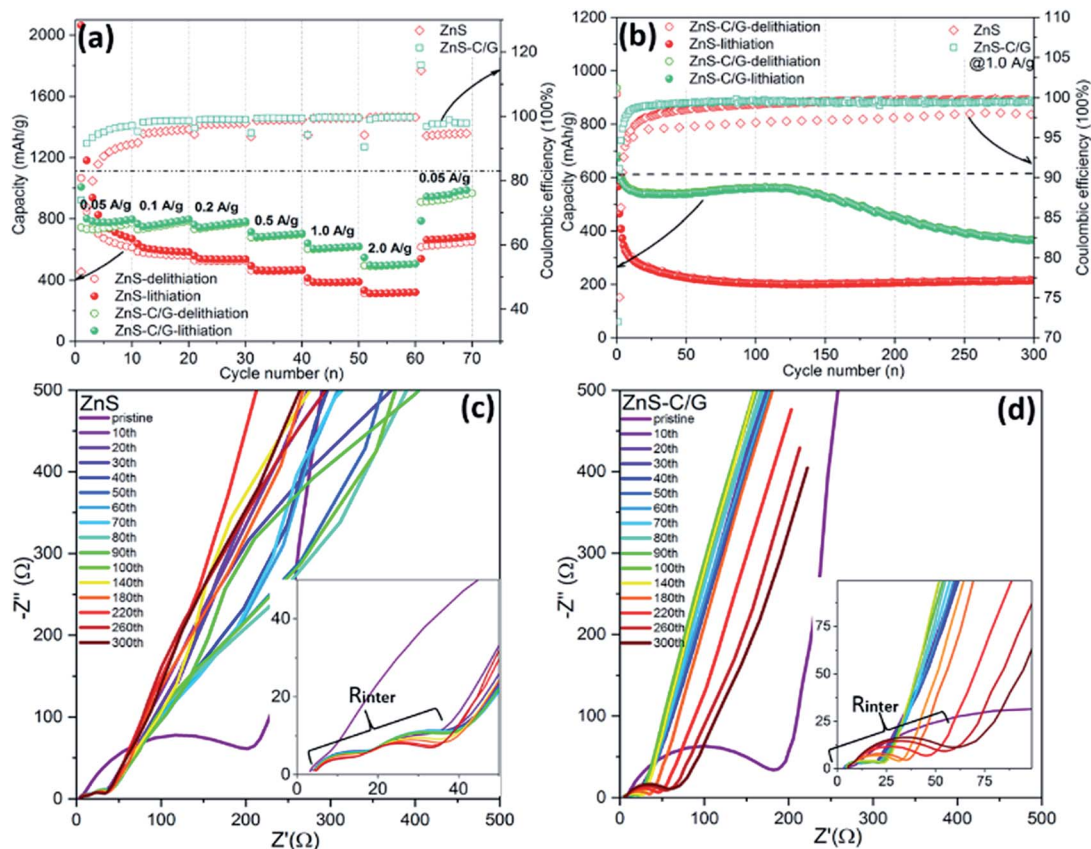 (a)
ZnS
ZnS-C/G
2000
1600
1200
800
400
0
Capacity (mAh/g)
120
100
80
60
40
Coulombic efficiency (100%)
0.05 A/g
0.1 A/g
0.2 A/g
0.5 A/g
1.0 A/g
2.0 A/g
0.05 A/g
ZnS-delithiation
ZnS-lithiation
ZnS-C/G-delithiation
ZnS-C/G-lithiation
0 10 20 30 40 50 60 70
Cycle number (n)
(b)
ZnS-C/G-delithiation
ZnS-lithiation
ZnS-C/G-delithiation
ZnS-C/G-lithiation
ZnS
ZnS-C/G
@1.0 A/g
1200
1000
800
600
400
200
0
Capacity (mAh/g)
110
105
100
95
90
85
80
75
70
Coulombic efficiency (100%)
0 50 100 150 200 250 300
Cycle number (n)
(c)
ZnS
pristine
10th
20th
30th
40th
50th
60th
70th
80th
90th
100th
140th
180th
220th
260th
300th
500
400
300
200
100
0
-Z" (Ω)
40
20
0
Rinter
0 20 40
0 100 200 300 400 500
Z'(Ω)
(d)
ZnS-C/G
pristine
10th
20th
30th
40th
50th
60th
70th
80th
90th
100th
140th
180th
220th
260th
300th
500
400
300
200
100
0
-Z" (Ω)
75
50
25
0
Rinter
0 25 50 75
0 100 200 300 400 500
Z'(Ω)